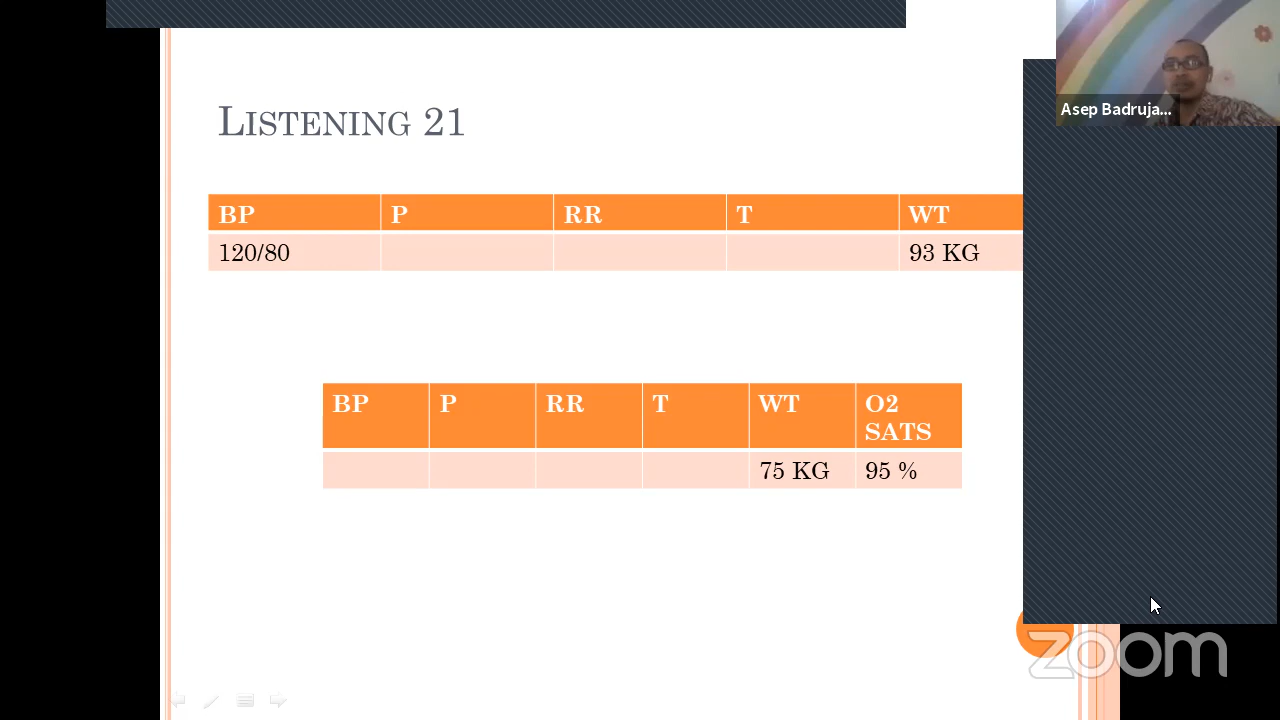 Asep Badruja...
LISTENING 21
BP P RR T WT
120/80 93 KG
BP P RR T WT O2 SATS
75 KG 95 %
zoom